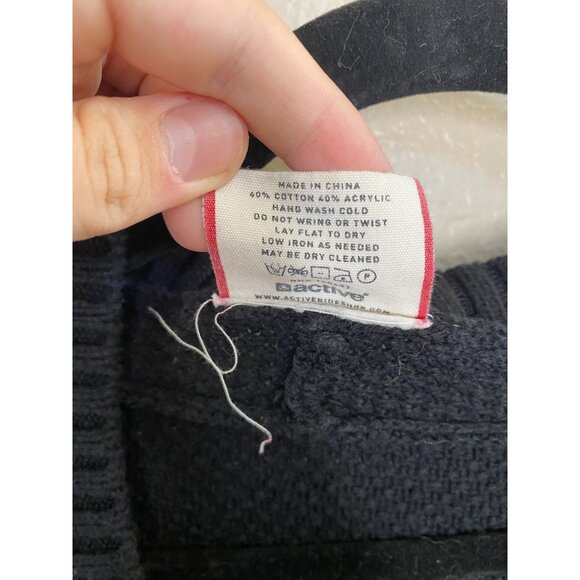 MADE IN CHINA
60% COTTON 40% ACRYLIC
HAND WASH COLD
DO NOT WRING OR TWIST
LAY FLAT TO DRY
LOW IRON AS NEEDED
MAY BE DRY CLEANED
P
active
WWW.ACTIVERIDESHOP.COM